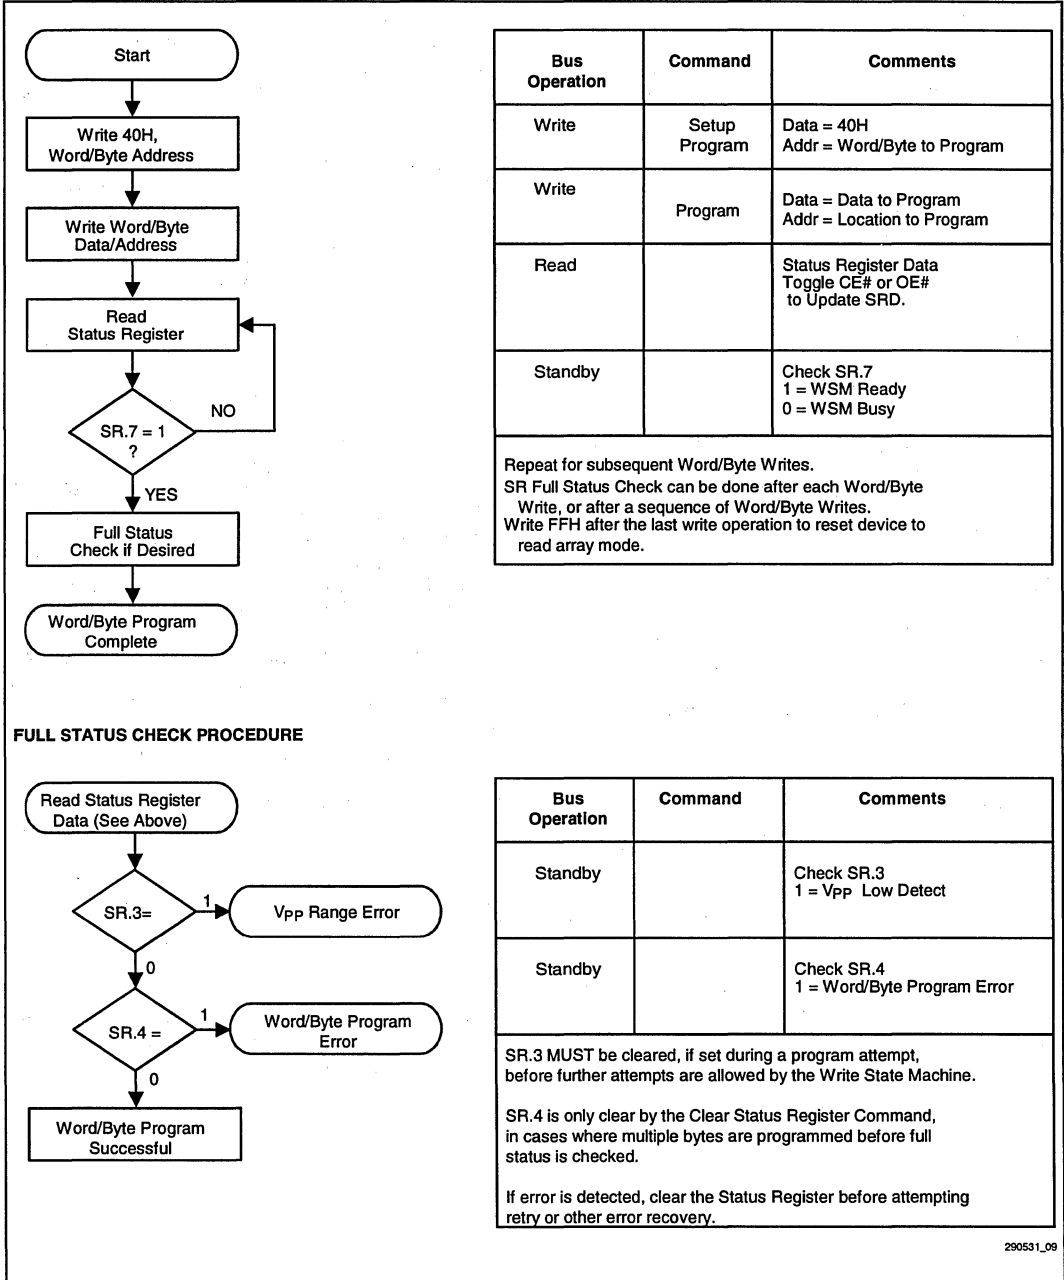 Start
Write 40H,
Word/Byte Address
Write Word/Byte
Data/Address
Read
Status Register
NO
SR.7 = 1
?
YES
Full Status
Check if Desired
Word/Byte Program
Complete
Bus
Operation
Command
Comments
Write
Setup
Program
Data = 40H
Addr = Word/Byte to Program
Write
Program
Data = Data to Program
Addr = Location to Program
Read
Status Register Data
Toggle CE# or OE#
to Update SRD.
Standby
Check SR.7
1 = WSM Ready
0 = WSM Busy
Repeat for subsequent Word/Byte Writes.
SR Full Status Check can be done after each Word/Byte
Write, or after a sequence of Word/Byte Writes.
Write FFH after the last write operation to reset device to
read array mode.
FULL STATUS CHECK PROCEDURE
Read Status Register
Data (See Above)
SR.3=
1
VPP Range Error
0
SR.4 =
1
Word/Byte Program
Error
0
Word/Byte Program
Successful
Bus
Operation
Command
Comments
Standby
Check SR.3
1 = VPP Low Detect
Standby
Check SR.4
1 = Word/Byte Program Error
SR.3 MUST be cleared, if set during a program attempt,
before further attempts are allowed by the Write State Machine.
SR.4 is only clear by the Clear Status Register Command,
in cases where multiple bytes are programmed before full
status is checked.
If error is detected, clear the Status Register before attempting
retry or other error recovery.
290531_09